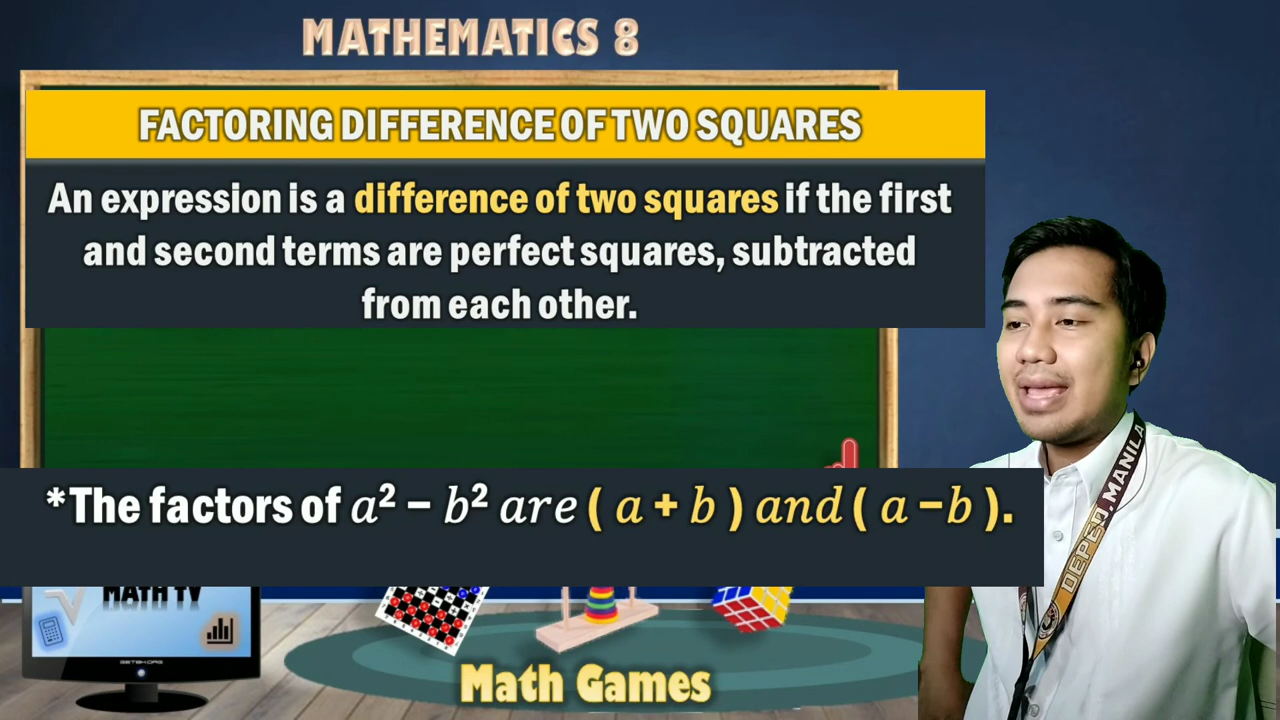 MATHEMATICS 8
FACTORING DIFFERENCE OF TWO SQUARES
An expression is a difference of two squares if the first
and second terms are perfect squares, subtracted
from each other.
*The factors of a² − b² are ( a + b ) and ( a −b ).
DEPED.MANILA
MATH TV
Math Games